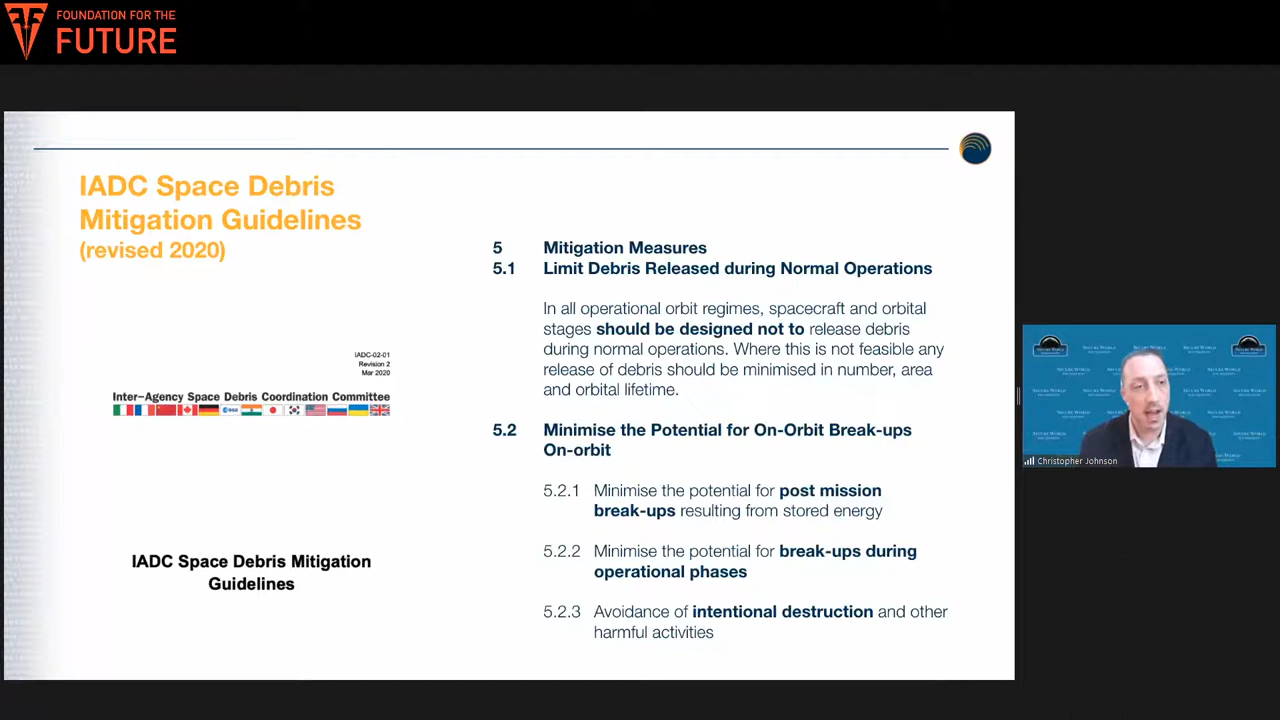 FOUNDATION FOR THE
FUTURE
IADC Space Debris
Mitigation Guidelines
(revised 2020)
IADC-02-01
Revision 2
Mar 2020
Inter-Agency Space Debris Coordination Committee
esa
IADC Space Debris Mitigation
Guidelines
5 Mitigation Measures
5.1 Limit Debris Released during Normal Operations
In all operational orbit regimes, spacecraft and orbital
stages should be designed not to release debris
during normal operations. Where this is not feasible any
release of debris should be minimised in number, area
and orbital lifetime.
5.2 Minimise the Potential for On-Orbit Break-ups
On-orbit
5.2.1 Minimise the potential for post mission
break-ups resulting from stored energy
5.2.2 Minimise the potential for break-ups during
operational phases
5.2.3 Avoidance of intentional destruction and other
harmful activities
SECURE WORLD
Christopher Johnson